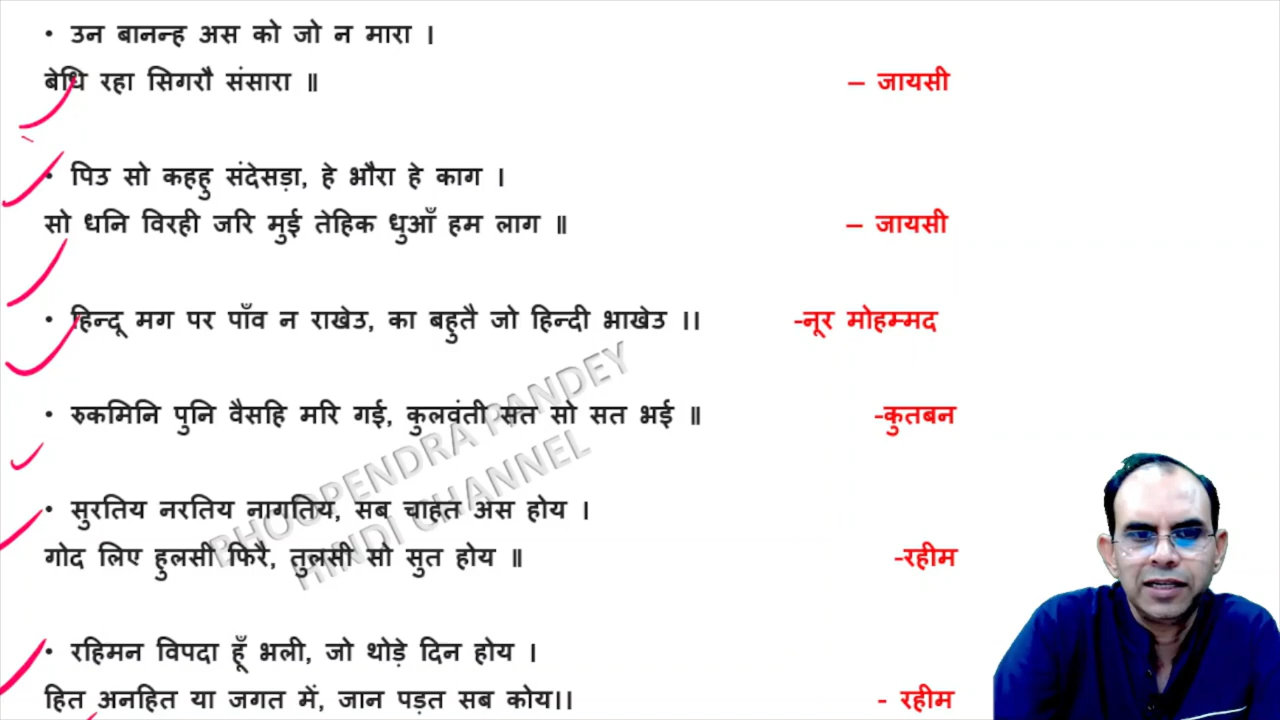 • उन बानन्ह अस को जो न मारा ।
बेधि रहा सिगरौ संसारा ॥ – जायसी
• पिउ सो कहहु संदेसड़ा, हे भौरा हे काग ।
सो धनि विरही जरि मुई तेहिक धुआँ हम लाग ॥ – जायसी
• हिन्दू मग पर पाँव न राखेउ, का बहुतै जो हिन्दी भाखेउ ।। -नूर मोहम्मद
• रुकमिनि पुनि वैसहि मरि गई, कुलवंती सत सो सत भई ॥ -कुतबन
• सुरतिय नरतिय नागतिय, सब चाहत अस होय ।
गोद लिए हुलसी फिरै, तुलसी सो सुत होय ॥ -रहीम
• रहिमन विपदा हूँ भली, जो थोड़े दिन होय ।
हित अनहित या जगत में, जान पड़त सब कोय।। - रहीम
PHOOPENDRA PANDEY
HINDI CHANNEL